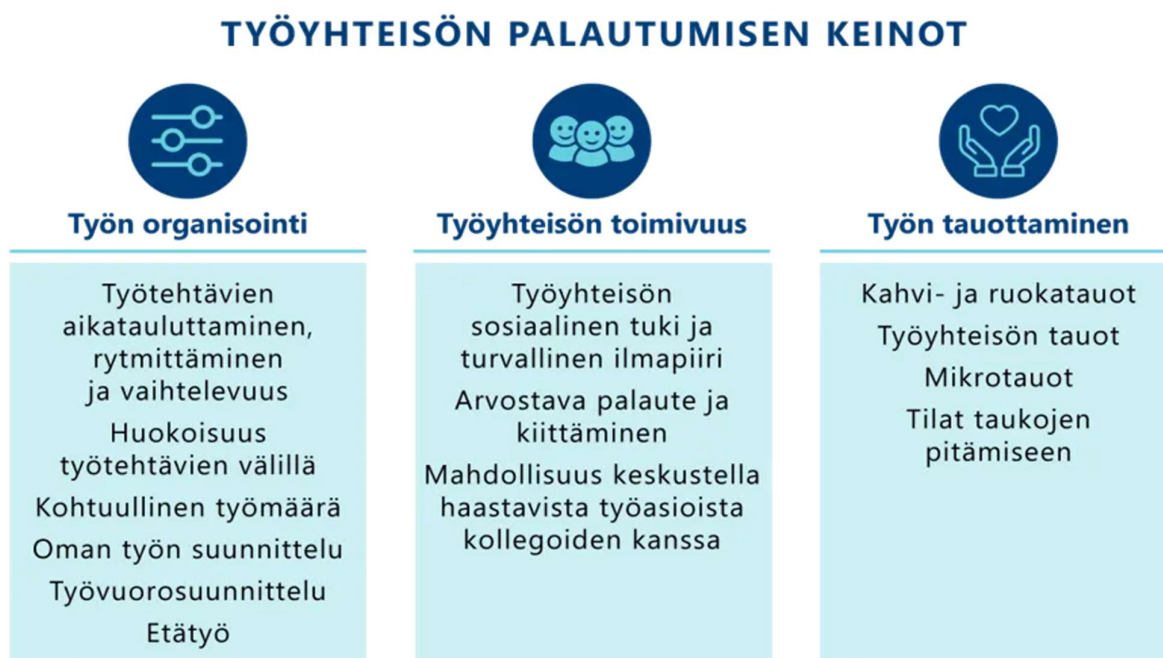 TYÖYHTEISÖN PALAUTUMISEN KEINOT
Työn organisointi
Työtehtävien
aikatauluttaminen,
rytmittäminen
ja vaihtelevuus
Huokoisuus
työtehtävien välillä
Kohtuullinen työmäärä
Oman työn suunnittelu
Työvuorosuunnittelu
Etätyö
Työyhteisön toimivuus
Työyhteisön
sosiaalinen tuki ja
turvallinen ilmapiiri
Arvostava palaute ja
kiittäminen
Mahdollisuus keskustella
haastavista työasioista
kollegoiden kanssa
Työn tauottaminen
Kahvi- ja ruokatauot
Työyhteisön tauot
Mikrotauot
Tilat taukojen
pitämiseen